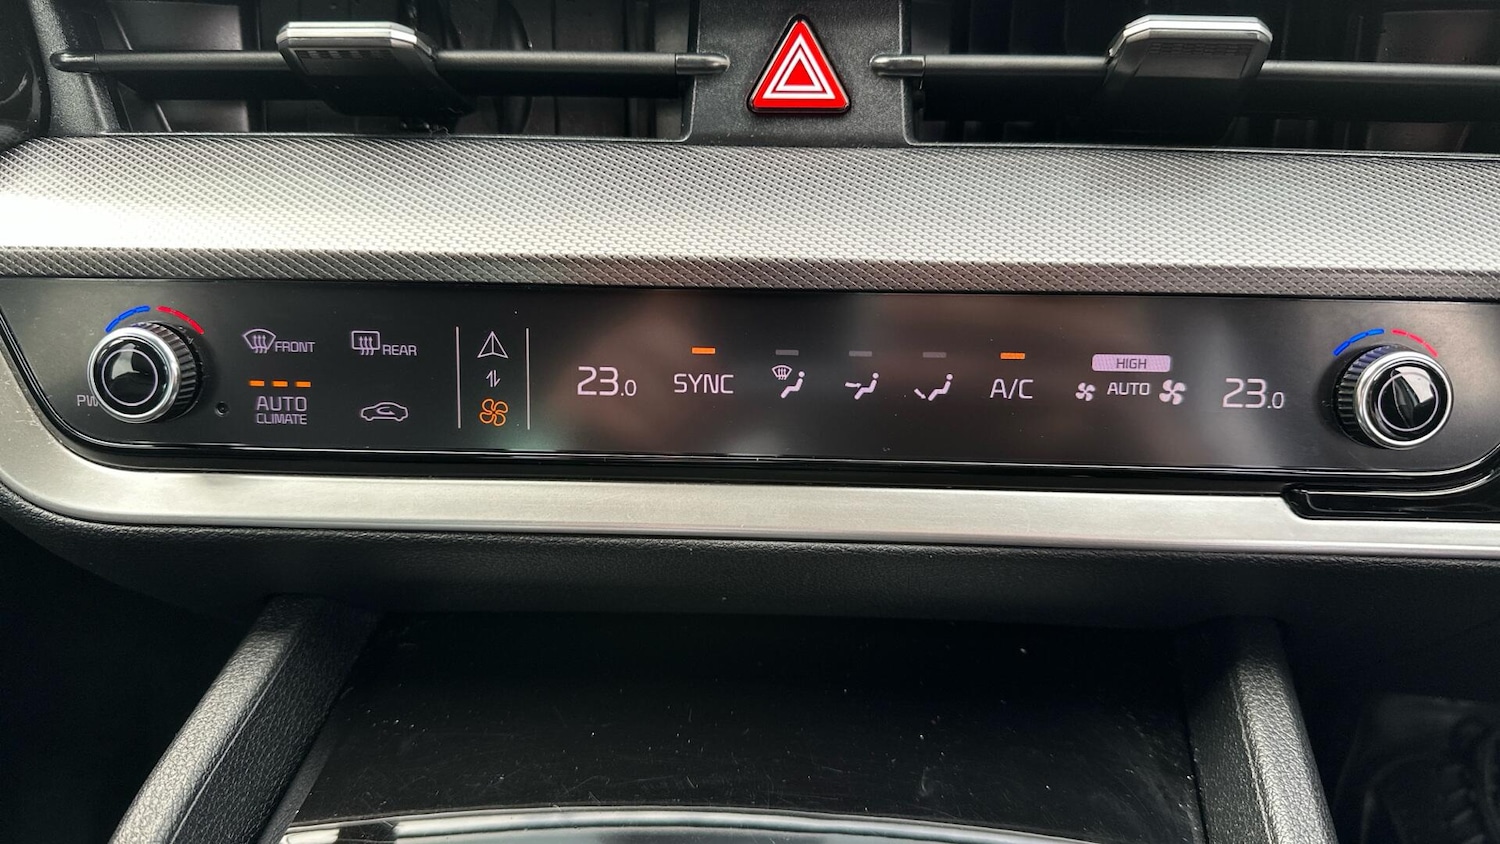 FRONT
REAR
AUTO
CLIMATE
23.0
SYNC
A/C
HIGH
AUTO
23.0